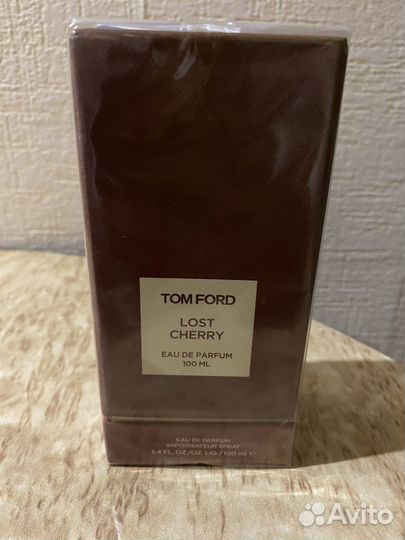 TOM FORD
LOST
CHERRY
EAU DE PARFUM
100 ML
EAU DE PARFUM
VAPORISATEUR SPRAY
3.4 FL. OZ./OZ. LIQ / 100 ml ℮
Avito